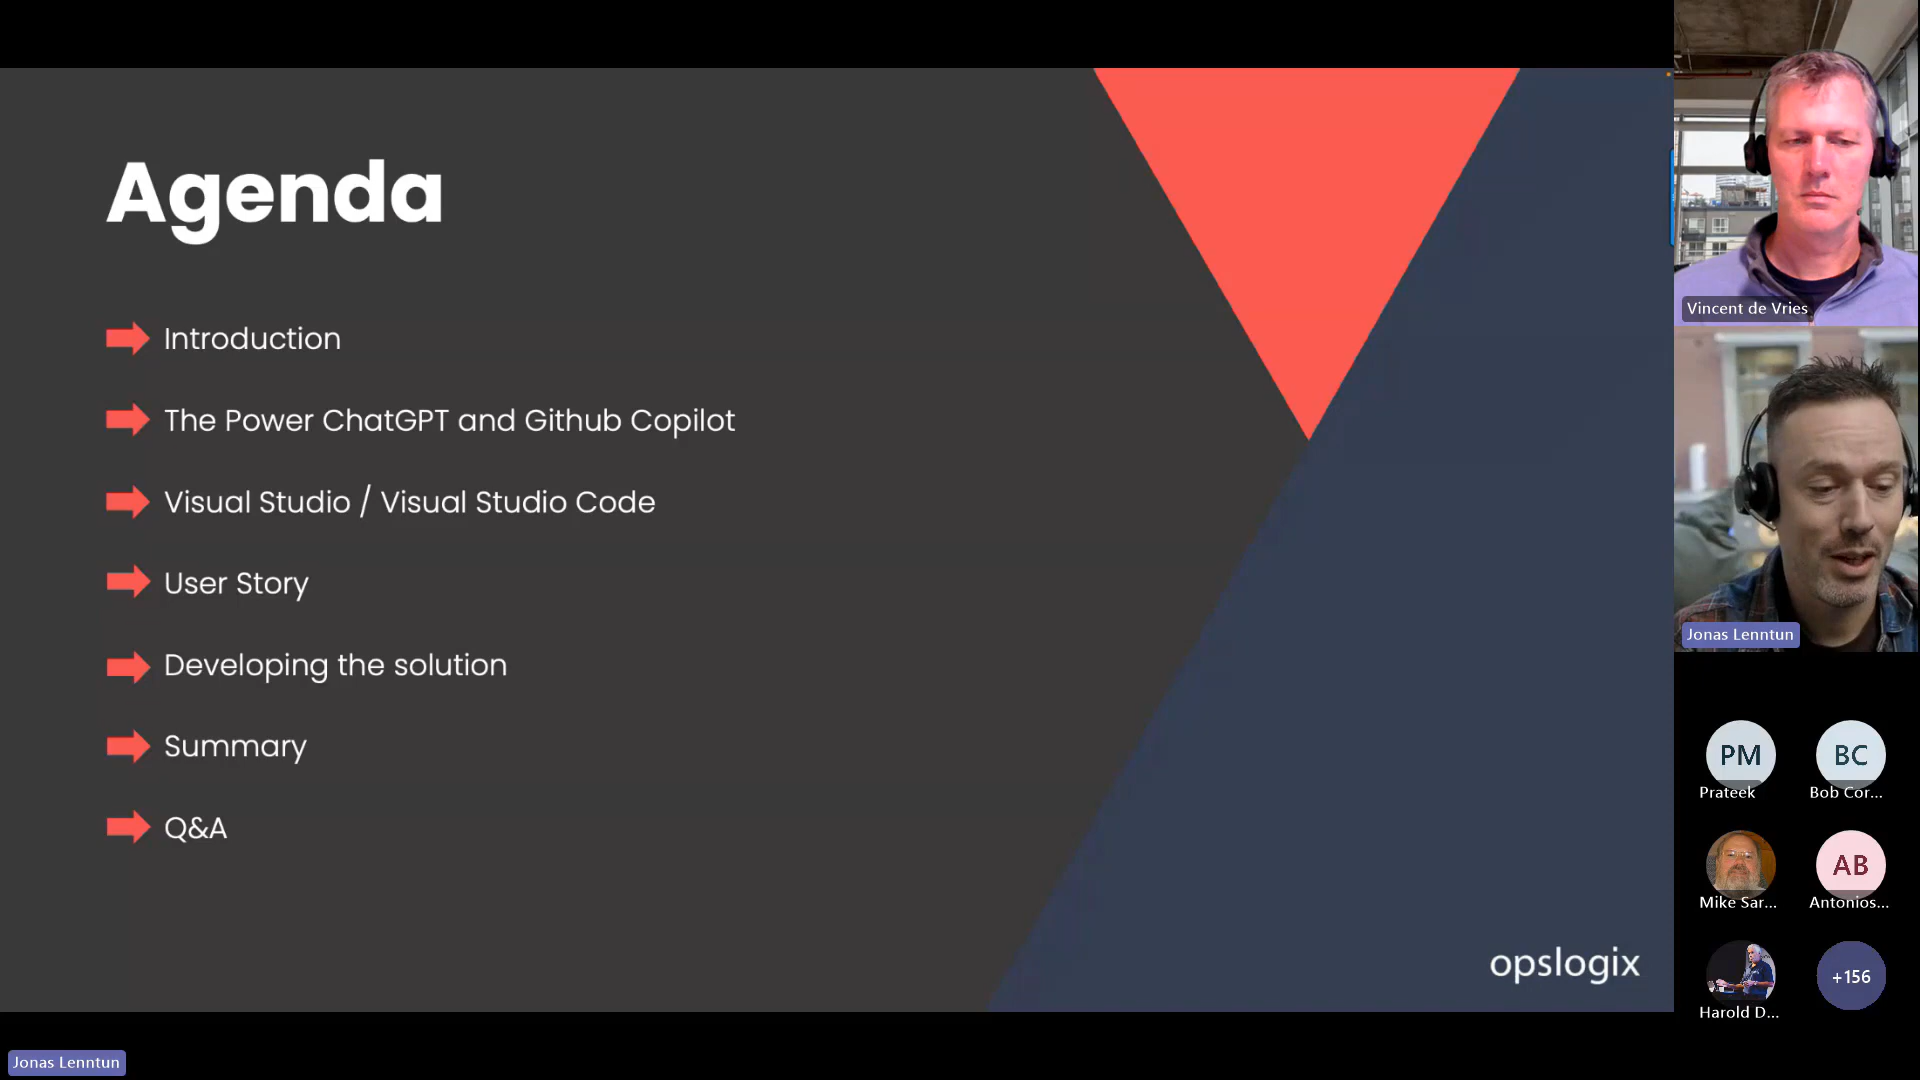 Agenda
Introduction
The Power ChatGPT and Github Copilot
Visual Studio / Visual Studio Code
User Story
Developing the solution
Summary
Q&A
opslogix
Vincent de Vries
Jonas Lenntun
PM
Prateek
BC
Bob Cor...
Mike Sar...
AB
Antonios...
Harold D...
+156
Jonas Lenntun